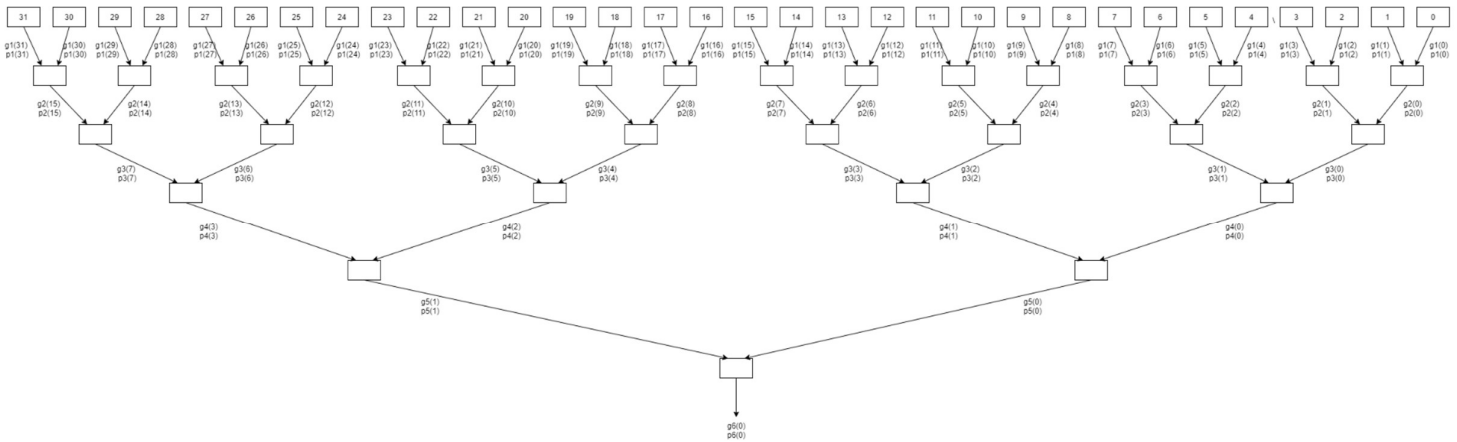 31 30 29 28 27 26 25 24 23 22 21 20 19 18 17 16 15 14 13 12 11 10 9 8 7 6 5 4 \ 3 2 1 0
g1(31) g1(30) g1(29) g1(28) g1(27) g1(26) g1(25) g1(24) g1(23) g1(22) g1(21) g1(20) g1(19) g1(18) g1(17) g1(16) g1(15) g1(14) g1(13) g1(12) g1(11) g1(10) g1(9) g1(8) g1(7) g1(6) g1(5) g1(4) g1(3) g1(2) g1(1) g1(0)
p1(31) p1(30) p1(29) p1(28) p1(27) p1(26) p1(25) p1(24) p1(23) p1(22) p1(21) p1(20) p1(19) p1(18) p1(17) p1(16) p1(15) p1(14) p1(13) p1(12) p1(11) p1(10) p1(9) p1(8) p1(7) p1(6) p1(5) p1(4) p1(3) p1(2) p1(1) p1(0)
g2(15) g2(14) g2(13) g2(12) g2(11) g2(10) g2(9) g2(8) g2(7) g2(6) g2(5) g2(4) g2(3) g2(2) g2(1) g2(0)
p2(15) p2(14) p2(13) p2(12) p2(11) p2(10) p2(9) p2(8) p2(7) p2(6) p2(5) p2(4) p2(3) p2(2) p2(1) p2(0)
g3(7) g3(6) g3(5) g3(4) g3(3) g3(2) g3(1) g3(0)
p3(7) p3(6) p3(5) p3(4) p3(3) p3(2) p3(1) p3(0)
g4(3) g4(2) g4(1) g4(0)
p4(3) p4(2) p4(1) p4(0)
g5(1) g5(0)
p5(1) p5(0)
g6(0)
p6(0)